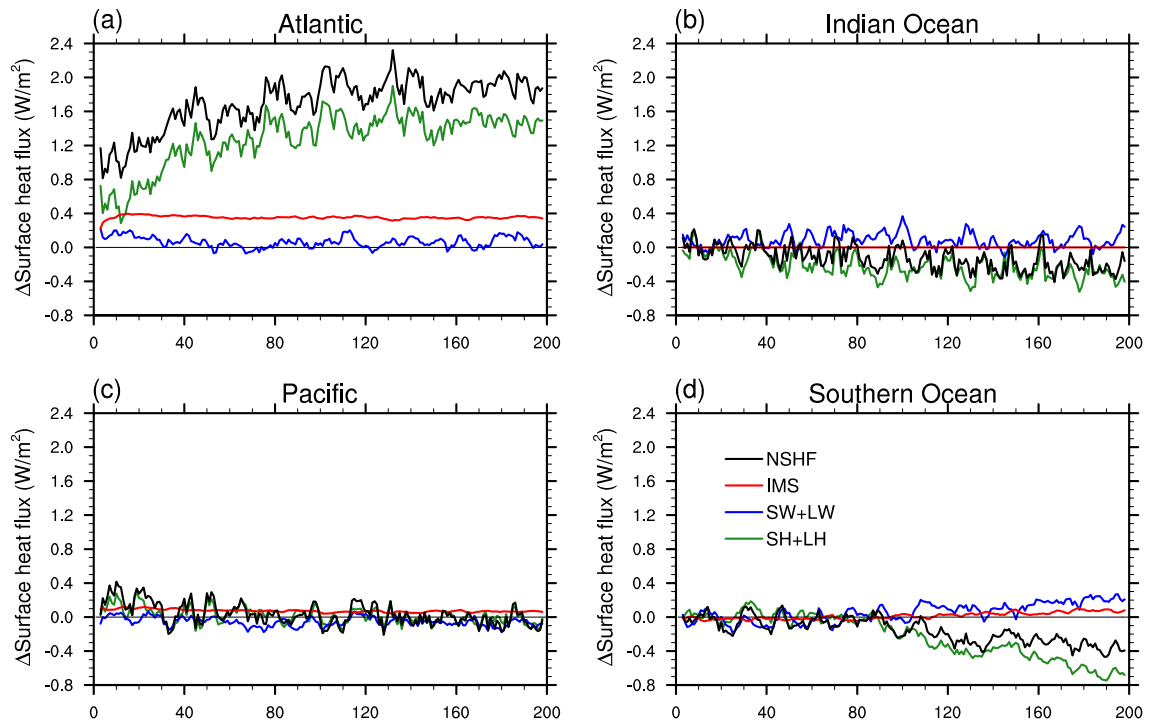 (a) Atlantic
ΔSurface heat flux (W/m²)
2.4
2.0
1.6
1.2
0.8
0.4
0.0
-0.4
-0.8
0 40 80 120 160 200
(b) Indian Ocean
ΔSurface heat flux (W/m²)
2.4
2.0
1.6
1.2
0.8
0.4
0.0
-0.4
-0.8
0 40 80 120 160 200
(c) Pacific
ΔSurface heat flux (W/m²)
2.4
2.0
1.6
1.2
0.8
0.4
0.0
-0.4
-0.8
0 40 80 120 160 200
(d) Southern Ocean
ΔSurface heat flux (W/m²)
2.4
2.0
1.6
1.2
0.8
0.4
0.0
-0.4
-0.8
NSHF
IMS
SW+LW
SH+LH
0 40 80 120 160 200